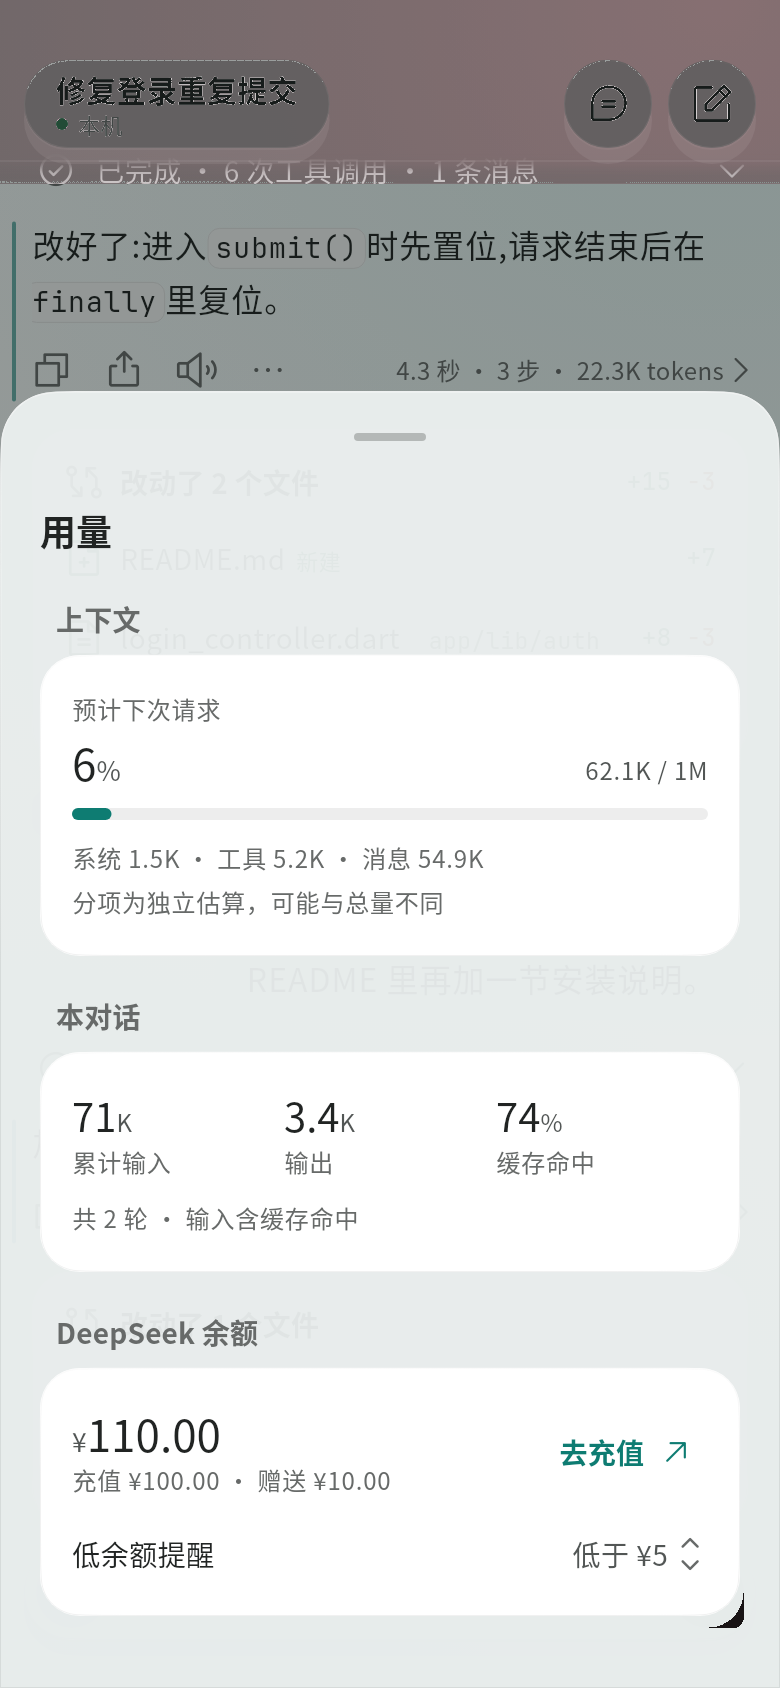 修复登录重复提交
本机
已完成 · 6 次工具调用 · 1 条消息
改好了:进入 submit() 时先置位,请求结束后在
finally 里复位。
4.3 秒 · 3 步 · 22.3K tokens
改动了 2 个文件 +15 -3
用量
README.md 新建 +7
上下文
login_controller.dart app/lib/auth +8 -3
预计下次请求
6% 62.1K / 1M
系统 1.5K · 工具 5.2K · 消息 54.9K
分项为独立估算，可能与总量不同
README 里再加一节安装说明。
本对话
71K 3.4K 74%
累计输入 输出 缓存命中
共 2 轮 · 输入含缓存命中
DeepSeek 余额
¥110.00 去充值
充值 ¥100.00 · 赠送 ¥10.00
低余额提醒 低于 ¥5